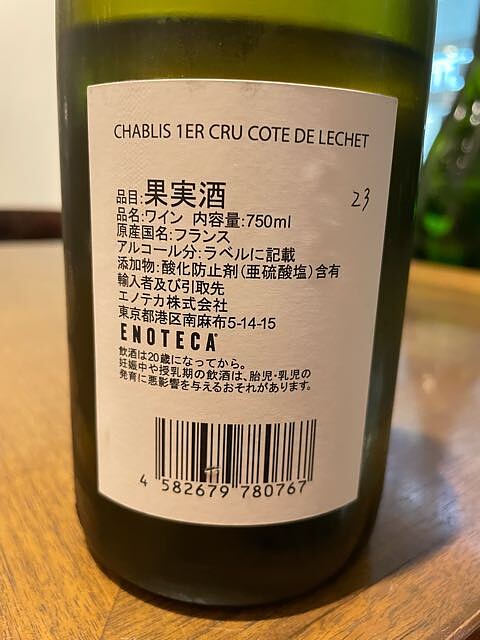 CHABLIS 1ER CRU COTE DE LECHET
23
品目:果実酒
品名:ワイン 内容量:750ml
原産国名:フランス
アルコール分:ラベルに記載
添加物:酸化防止剤(亜硫酸塩)含有
輸入者及び引取先
エノテカ株式会社
東京都港区南麻布5-14-15
ENOTECA
飲酒は20歳になってから。
妊娠中や授乳期の飲酒は、胎児・乳児の
発育に悪影響を与えるおそれがあります。
4 582679 780767